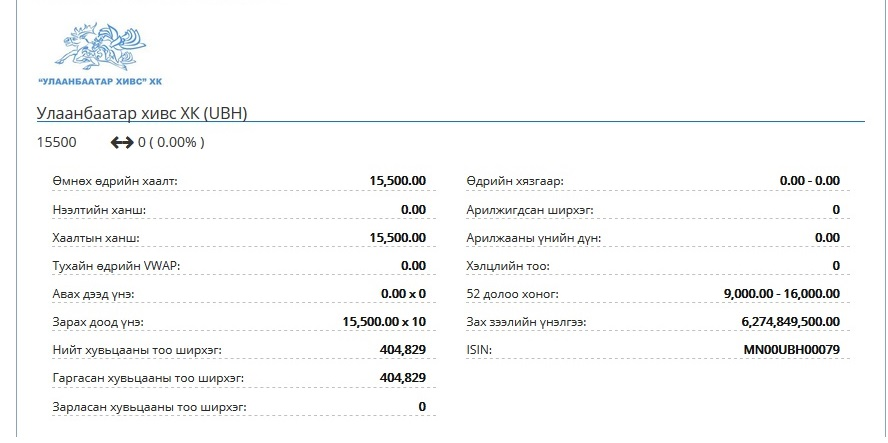 "УЛААНБААТАР ХИВС" ХК
Улаанбаатар хивс ХК (UBH)
15500 0 ( 0.00% )
Өмнөх өдрийн хаалт: 15,500.00
Нээлтийн ханш: 0.00
Хаалтын ханш: 15,500.00
Тухайн өдрийн VWAP: 0.00
Авах дээд үнэ: 0.00 x 0
Зарах доод үнэ: 15,500.00 x 10
Нийт хувьцааны тоо ширхэг: 404,829
Гаргасан хувьцааны тоо ширхэг: 404,829
Зарласан хувьцааны тоо ширхэг: 0
Өдрийн хязгаар: 0.00 - 0.00
Арилжигдсан ширхэг: 0
Арилжааны үнийн дүн: 0.00
Хэлцлийн тоо: 0
52 долоо хоног: 9,000.00 - 16,000.00
Зах зээлийн үнэлгээ: 6,274,849,500.00
ISIN: MN00UBH00079